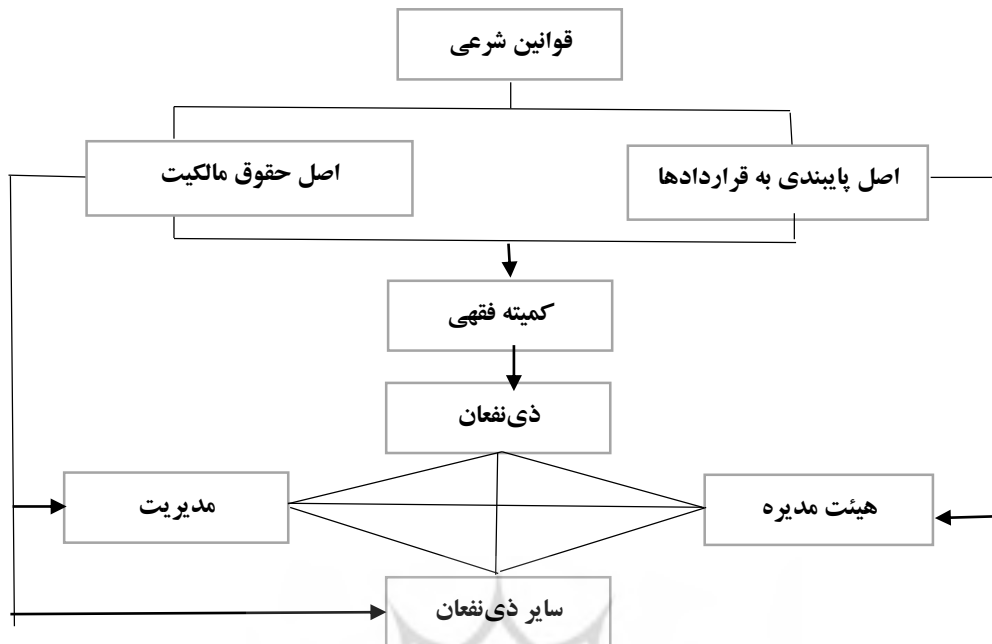 قوانین شرعی
اصل پایبندی به قراردادها
اصل حقوق مالکیت
کمیته فقهی
ذی‌نفعان
هیئت مدیره
مدیریت
سایر ذی‌نفعان